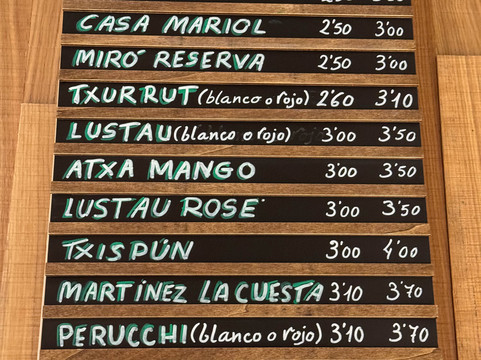 CASA MARIOL 2'50 3'00
MIRÓ RESERVA 2'50 3'00
TXURRUT (blanco o rojo) 2'60 3'10
LUSTAU (blanco o rojo) 3'00 3'50
ATXA MANGO 3'00 3'50
LUSTAU ROSE' 3'00 3'50
TXISPÚN 3'00 4'00
MARTÍNEZ LACUESTA 3'10 3'70
PERUCCHI (blanco o rojo) 3'10 3'70